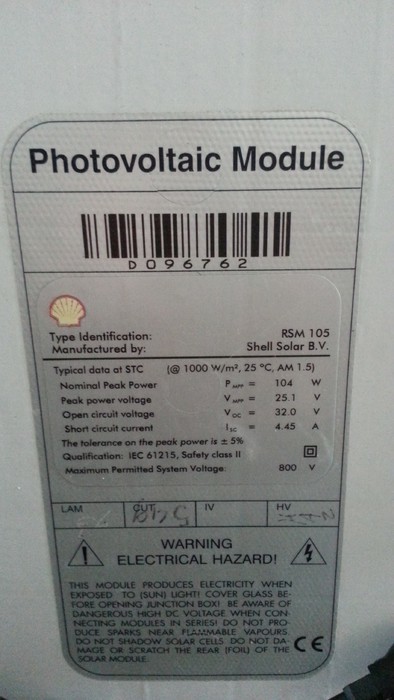 Photovoltaic Module
D096762
Type Identification: RSM 105
Manufactured by: Shell Solar B.V.
Typical data at STC (@ 1000 W/m², 25 °C, AM 1.5)
Nominal Peak Power P MPP = 104 W
Peak power voltage V MPP = 25.1 V
Open circuit voltage V OC = 32.0 V
Short circuit current I SC = 4.45 A
The tolerance on the peak power is ± 5%
Qualification: IEC 61215, Safety class II
Maximum Permitted System Voltage: 800 V
LAM CUT IV HV
WARNING
ELECTRICAL HAZARD!
THIS MODULE PRODUCES ELECTRICITY WHEN
EXPOSED TO (SUN) LIGHT! COVER GLASS BE-
FORE OPENING JUNCTION BOX! BE AWARE OF
DANGEROUS HIGH DC VOLTAGE WHEN CON-
NECTING MODULES IN SERIES! DO NOT PRO-
DUCE SPARKS NEAR FLAMMABLE VAPOURS.
DO NOT SHADOW SOLAR CELLS. DO NOT DA-
MAGE OR SCRATCH THE REAR (FOIL) OF THE
SOLAR MODULE.
CE